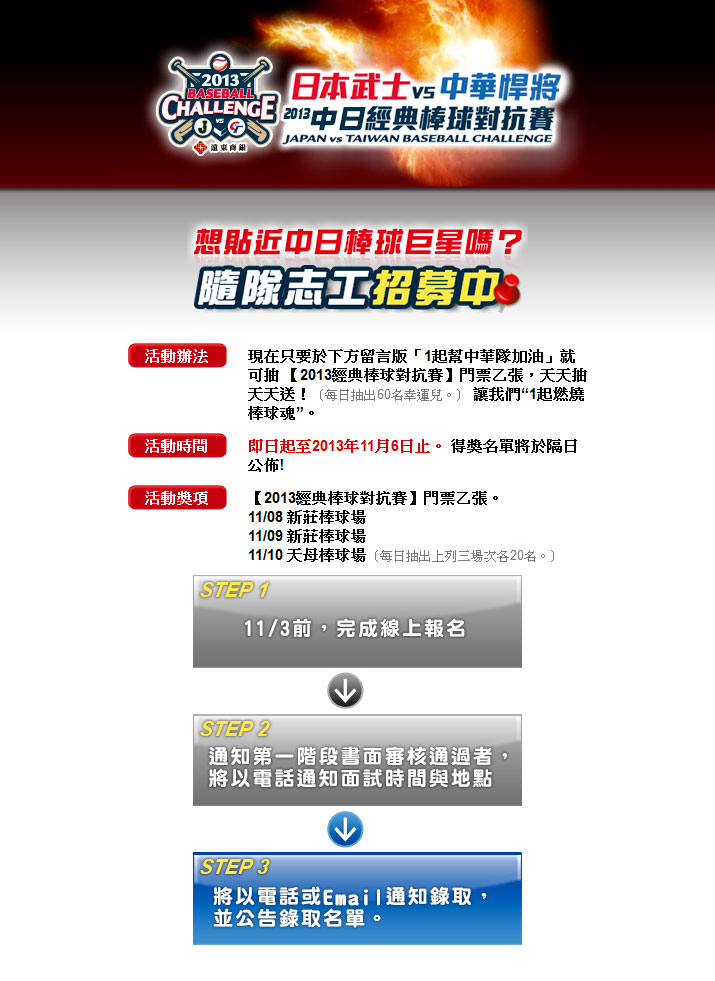 2013
BASEBALL
CHALLENGE
J VS G
遠東商銀
日本武士vs中華悍將
2013中日經典棒球對抗賽
JAPAN vs TAIWAN BASEBALL CHALLENGE
想貼近中日棒球巨星嗎？
隨隊志工招募中
活動辦法
現在只要於下方留言版「1起幫中華隊加油」就
可抽【2013經典棒球對抗賽】門票乙張，天天抽
天天送！〔每日抽出60名幸運兒。〕 讓我們“1起燃燒
棒球魂”。
活動時間
即日起至2013年11月6日止。 得獎名單將於隔日
公佈!
活動獎項
【2013經典棒球對抗賽】門票乙張。
11/08 新莊棒球場
11/09 新莊棒球場
11/10 天母棒球場〔每日抽出上列三場次各20名。〕
STEP 1
11/3前，完成線上報名
STEP 2
通知第一階段書面審核通過者，
將以電話通知面試時間與地點
STEP 3
將以電話或Email通知錄取，
並公告錄取名單。